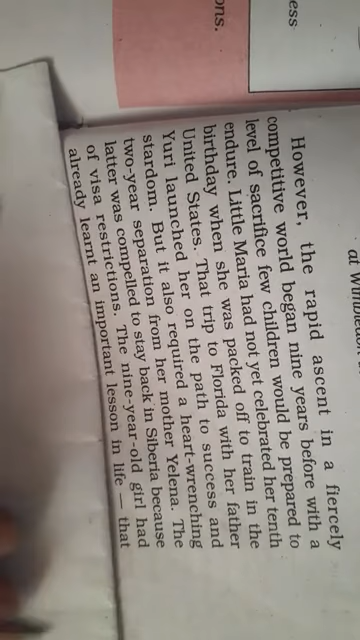 ess
ons.
at Wimbledon.
However, the rapid ascent in a fiercely
competitive world began nine years before with a
level of sacrifice few children would be prepared to
endure. Little Maria had not yet celebrated her tenth
birthday when she was packed off to train in the
United States. That trip to Florida with her father
Yuri launched her on the path to success and
stardom. But it also required a heart-wrenching
two-year separation from her mother Yelena. The
latter was compelled to stay back in Siberia because
of visa restrictions. The nine-year-old girl had
already learnt an important lesson in life — that